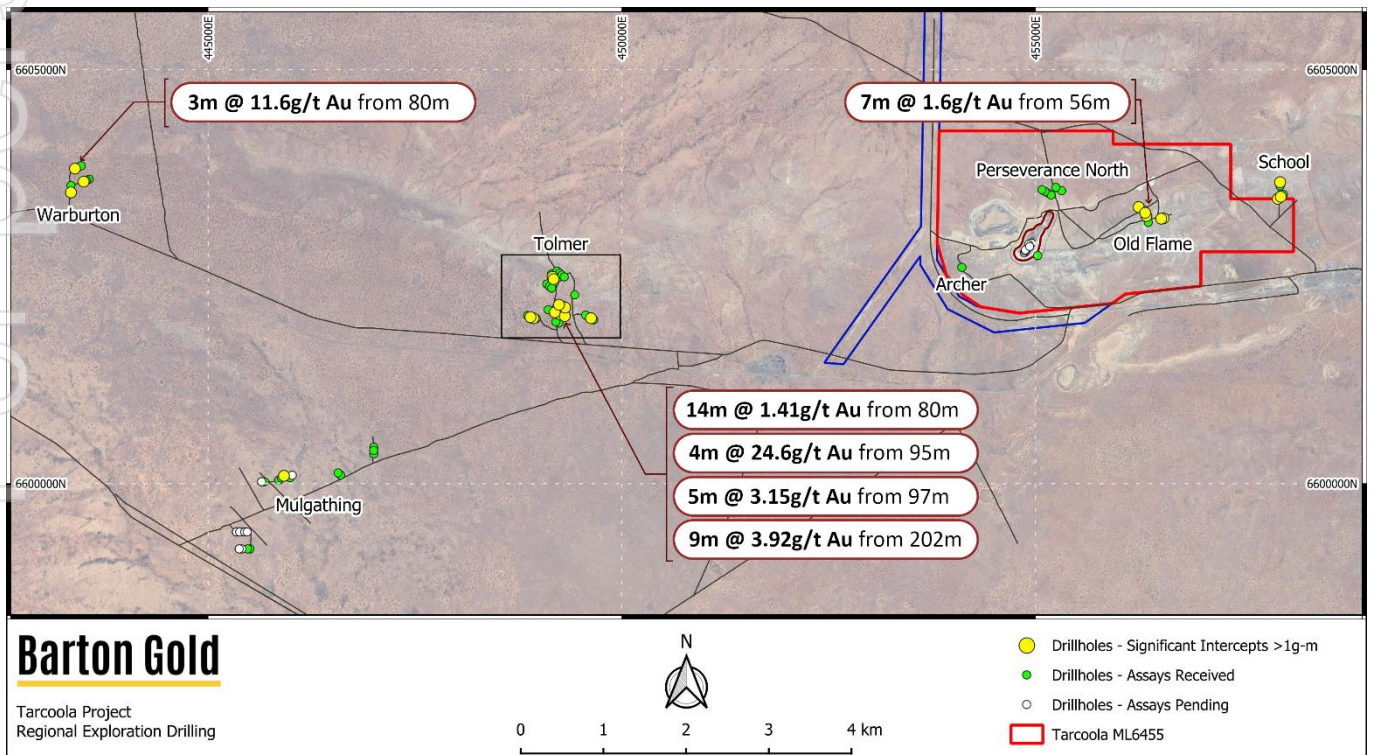 445000E
450000E
455000E
6605000N
6605000N
3m @ 11.6g/t Au from 80m
7m @ 1.6g/t Au from 56m
Perseverance North
School
Warburton
Tolmer
Old Flame
Archer
14m @ 1.41g/t Au from 80m
4m @ 24.6g/t Au from 95m
5m @ 3.15g/t Au from 97m
9m @ 3.92g/t Au from 202m
6600000N
6600000N
Mulgathing
Barton Gold
Tarcoola Project
Regional Exploration Drilling
N
0 1 2 3 4 km
Drillholes - Significant Intercepts >1g-m
Drillholes - Assays Received
Drillholes - Assays Pending
Tarcoola ML6455